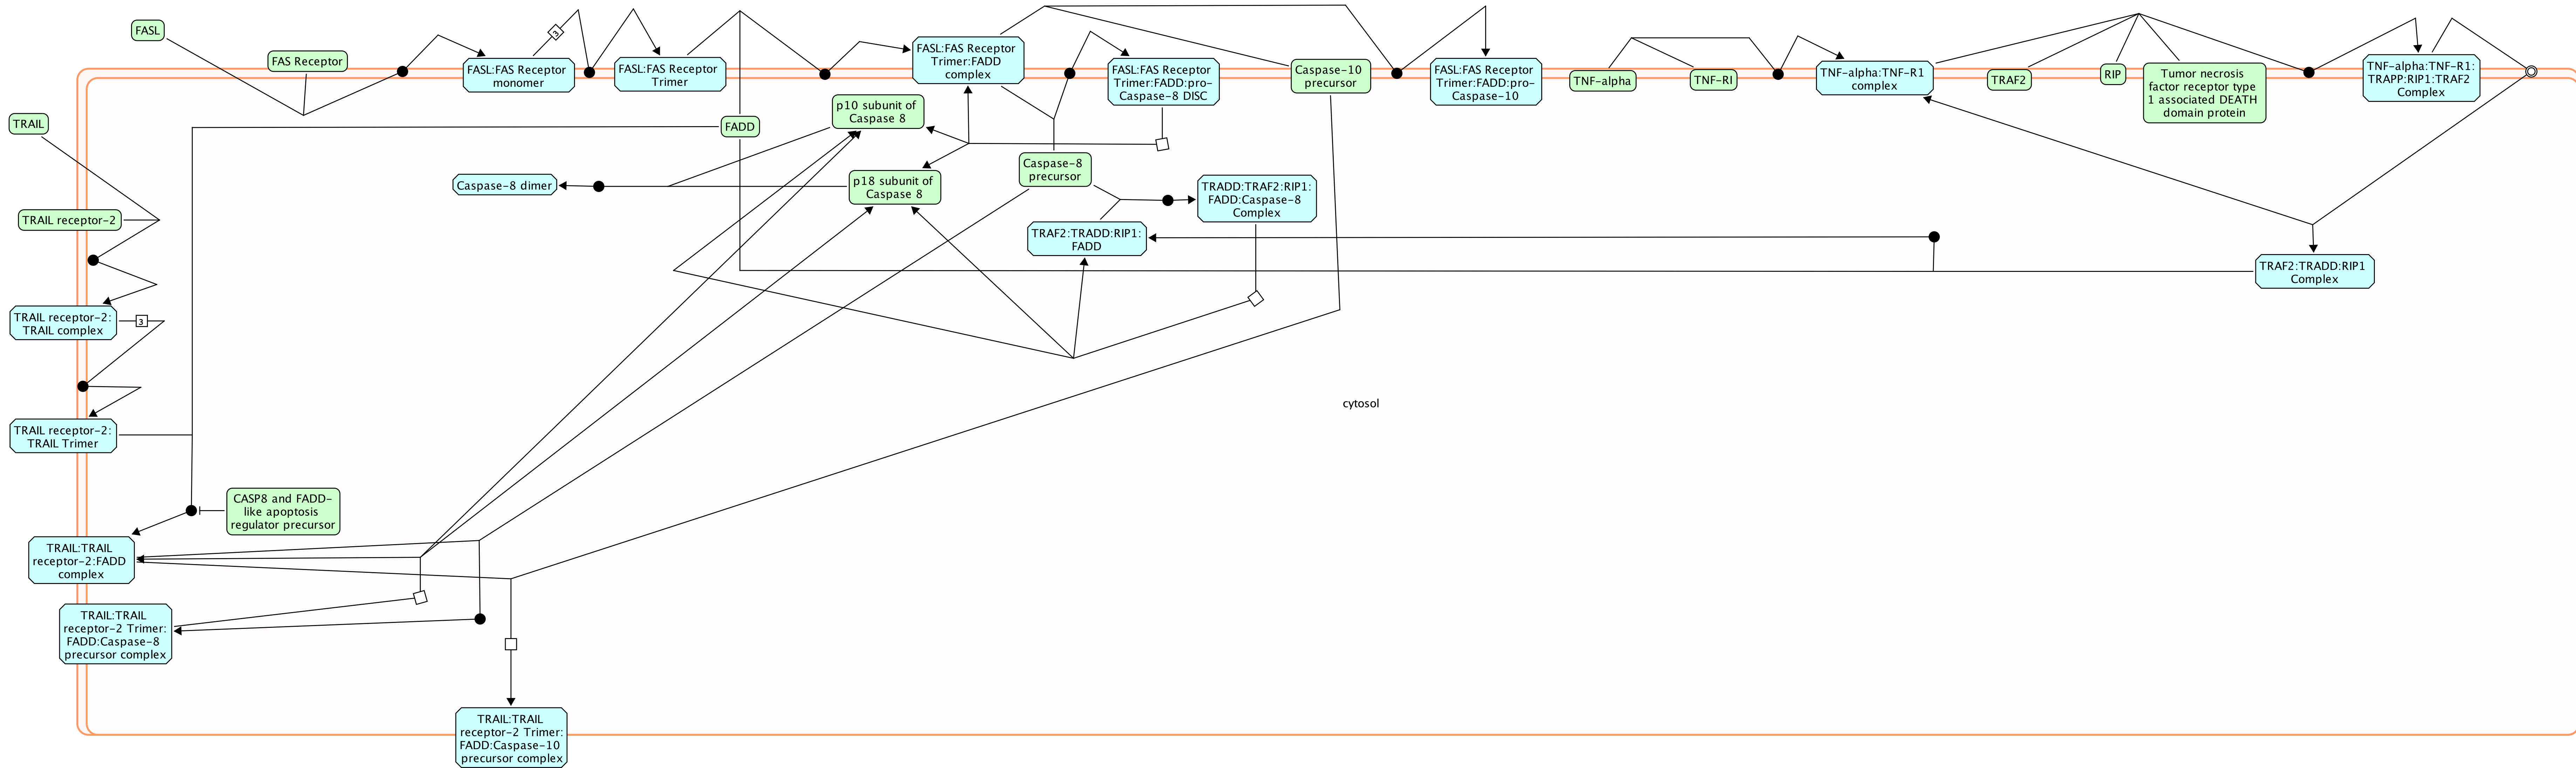 FASL
FAS Receptor
3
FASL:FAS Receptor
monomer
FASL:FAS Receptor
Trimer
FASL:FAS Receptor
Trimer:FADD
complex
FASL:FAS Receptor
Trimer:FADD:pro-
Caspase-8 DISC
Caspase-10
precursor
FASL:FAS Receptor
Trimer:FADD:pro-
Caspase-10
TNF-alpha
TNF-RI
TNF-alpha:TNF-R1
complex
TRAF2
RIP
Tumor necrosis
factor receptor type
1 associated DEATH
domain protein
TNF-alpha:TNF-R1:
TRAPP:RIP1:TRAF2
Complex
TRAIL
p10 subunit of
Caspase 8
FADD
Caspase-8
precursor
Caspase-8 dimer
p18 subunit of
Caspase 8
TRADD:TRAF2:RIP1:
FADD:Caspase-8
Complex
TRAIL receptor-2
TRAF2:TRADD:RIP1:
FADD
TRAF2:TRADD:RIP1
Complex
TRAIL receptor-2:
TRAIL complex
3
cytosol
TRAIL receptor-2:
TRAIL Trimer
CASP8 and FADD-
like apoptosis
regulator precursor
TRAIL:TRAIL
receptor-2:FADD
complex
TRAIL:TRAIL
receptor-2 Trimer:
FADD:Caspase-8
precursor complex
TRAIL:TRAIL
receptor-2 Trimer:
FADD:Caspase-10
precursor complex